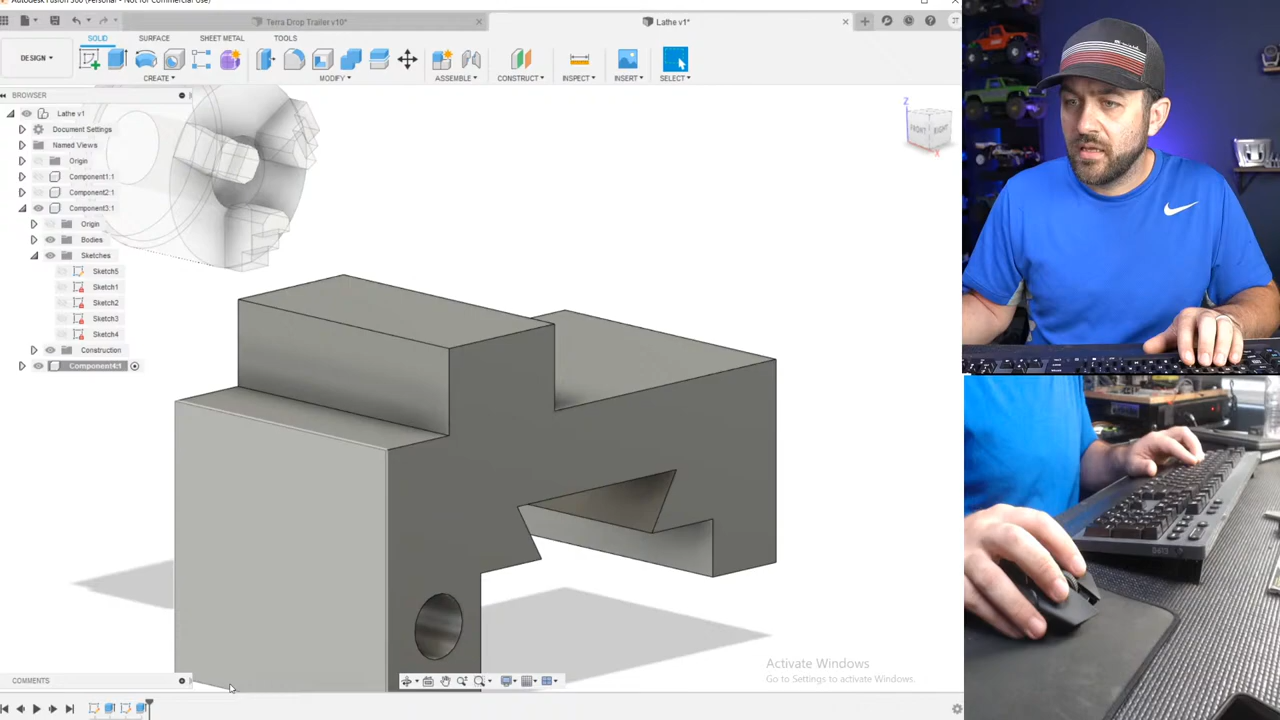 Autodesk Fusion 360 (Personal - Not for Commercial Use)
Terra Drop Trailer v10*
Lathe v1*
JT
SOLID
SURFACE
SHEET METAL
TOOLS
DESIGN
CREATE
MODIFY
ASSEMBLE
CONSTRUCT
INSPECT
INSERT
SELECT
BROWSER
Lathe v1
Document Settings
Named Views
Origin
Component1:1
Component2:1
Component3:1
Origin
Bodies
Sketches
Sketch5
Sketch1
Sketch2
Sketch3
Sketch4
Construction
Component4:1
Z
FRONT
RIGHT
X
COMMENTS
Activate Windows
Go to Settings to activate Windows.